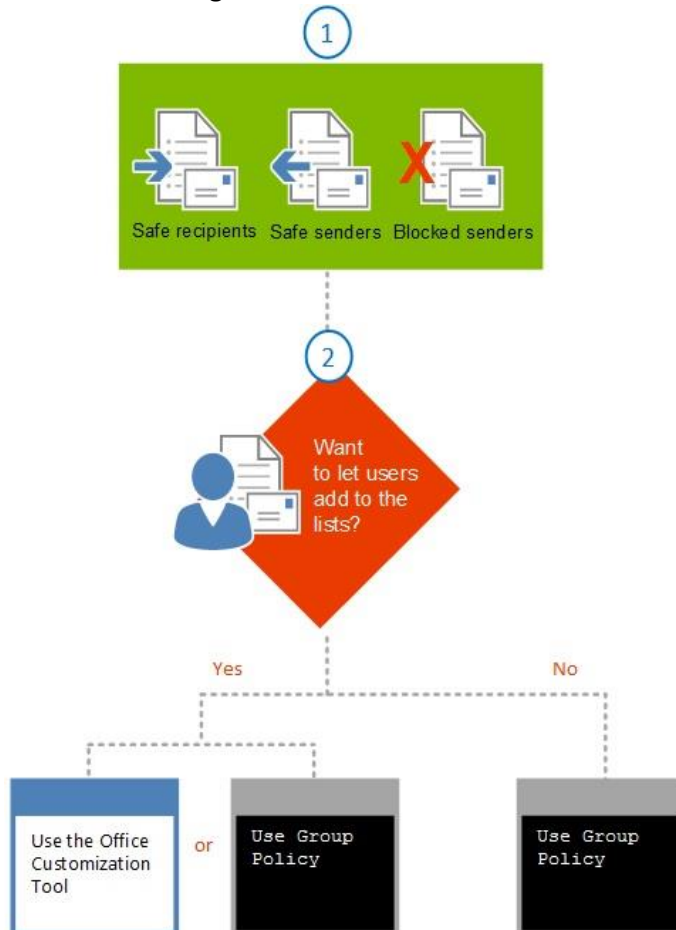 1
Safe recipients Safe senders Blocked senders
2
Want
to let users
add to the
lists?
Yes
No
Use the Office
Customization
Tool
or
Use Group
Policy
Use Group
Policy